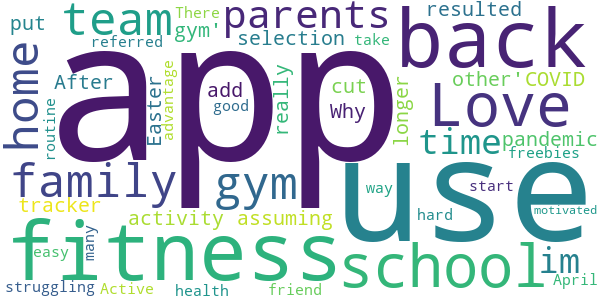 put team There gym' parents resulted back
referred selection take
home After app add good really cut Why longer other' COVID
routine Easter advantage Love
time pandemic freebies
family gym use way start
tracker activity assuming hard motivated
fitness school im
easy many
struggling Active health friend April